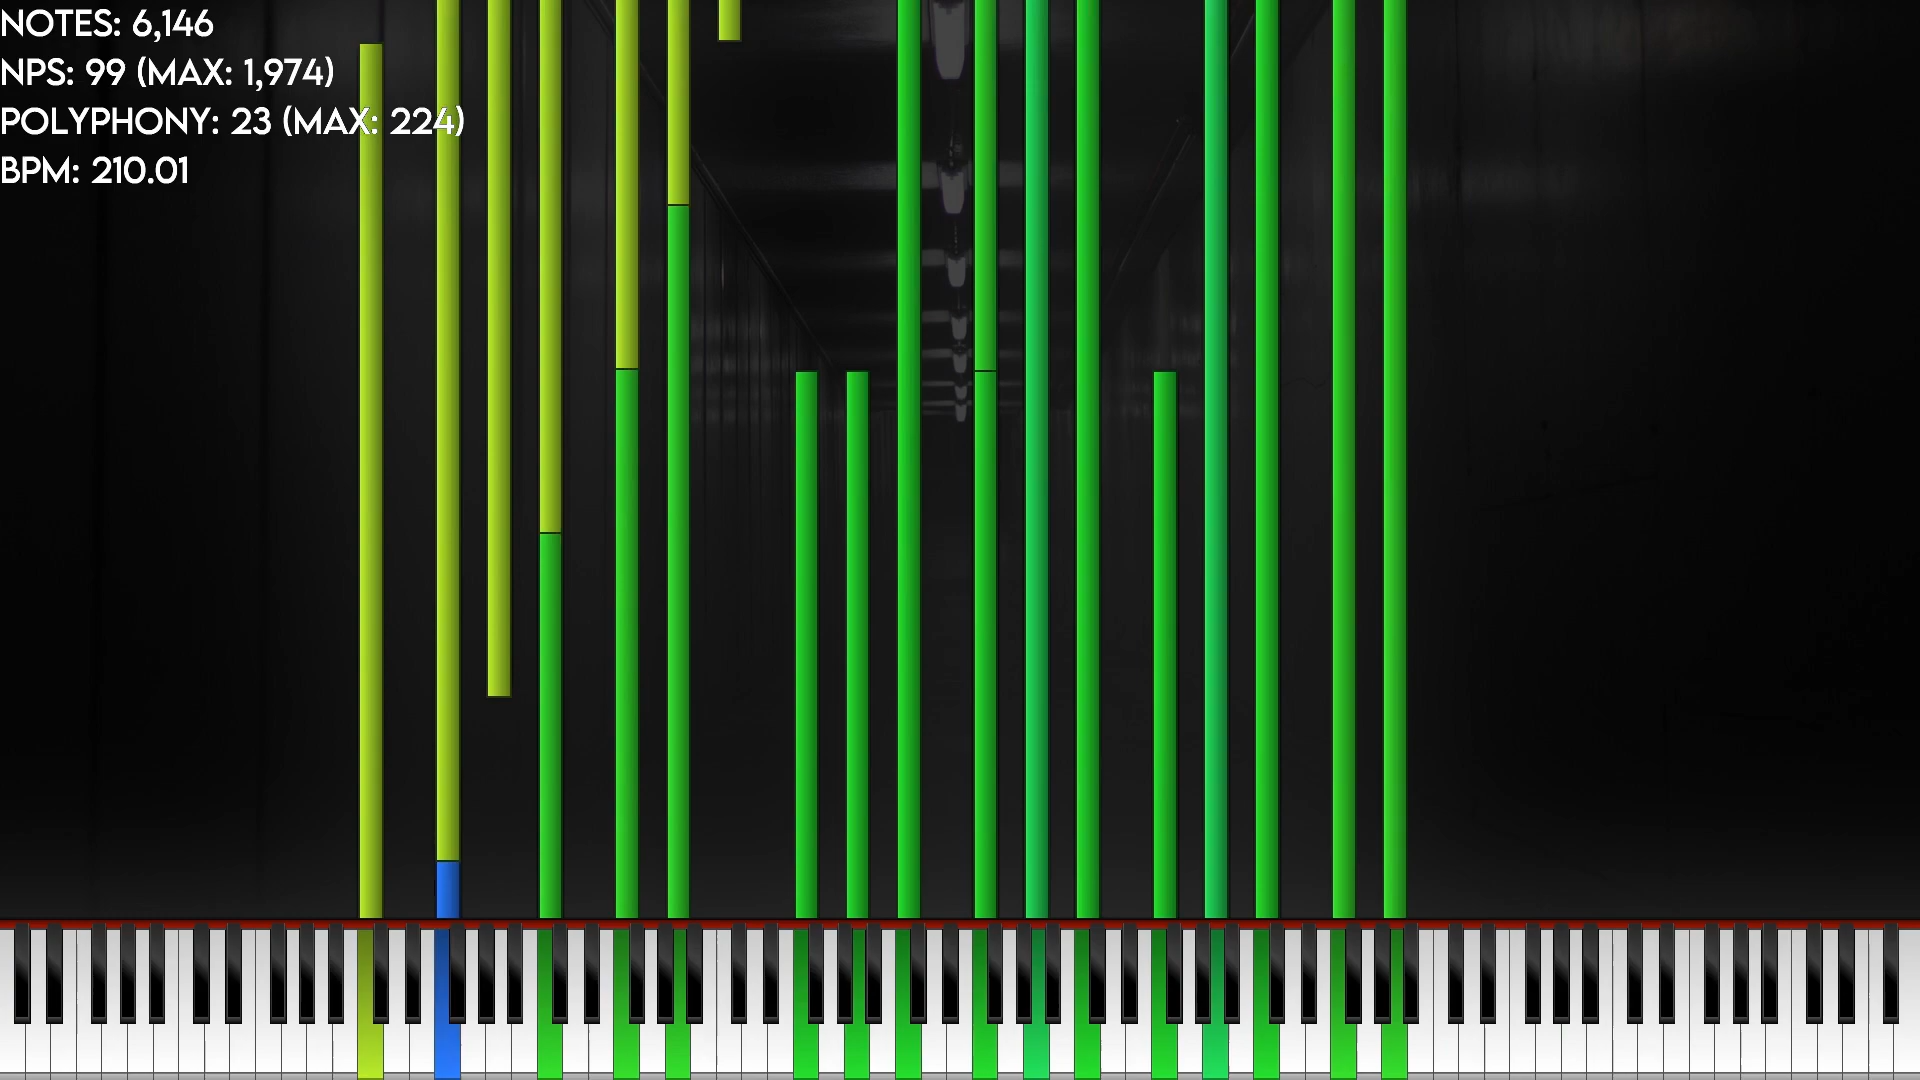 NOTES: 6,146
NPS: 99 (MAX: 1,974)
POLYPHONY: 23 (MAX: 224)
BPM: 210.01